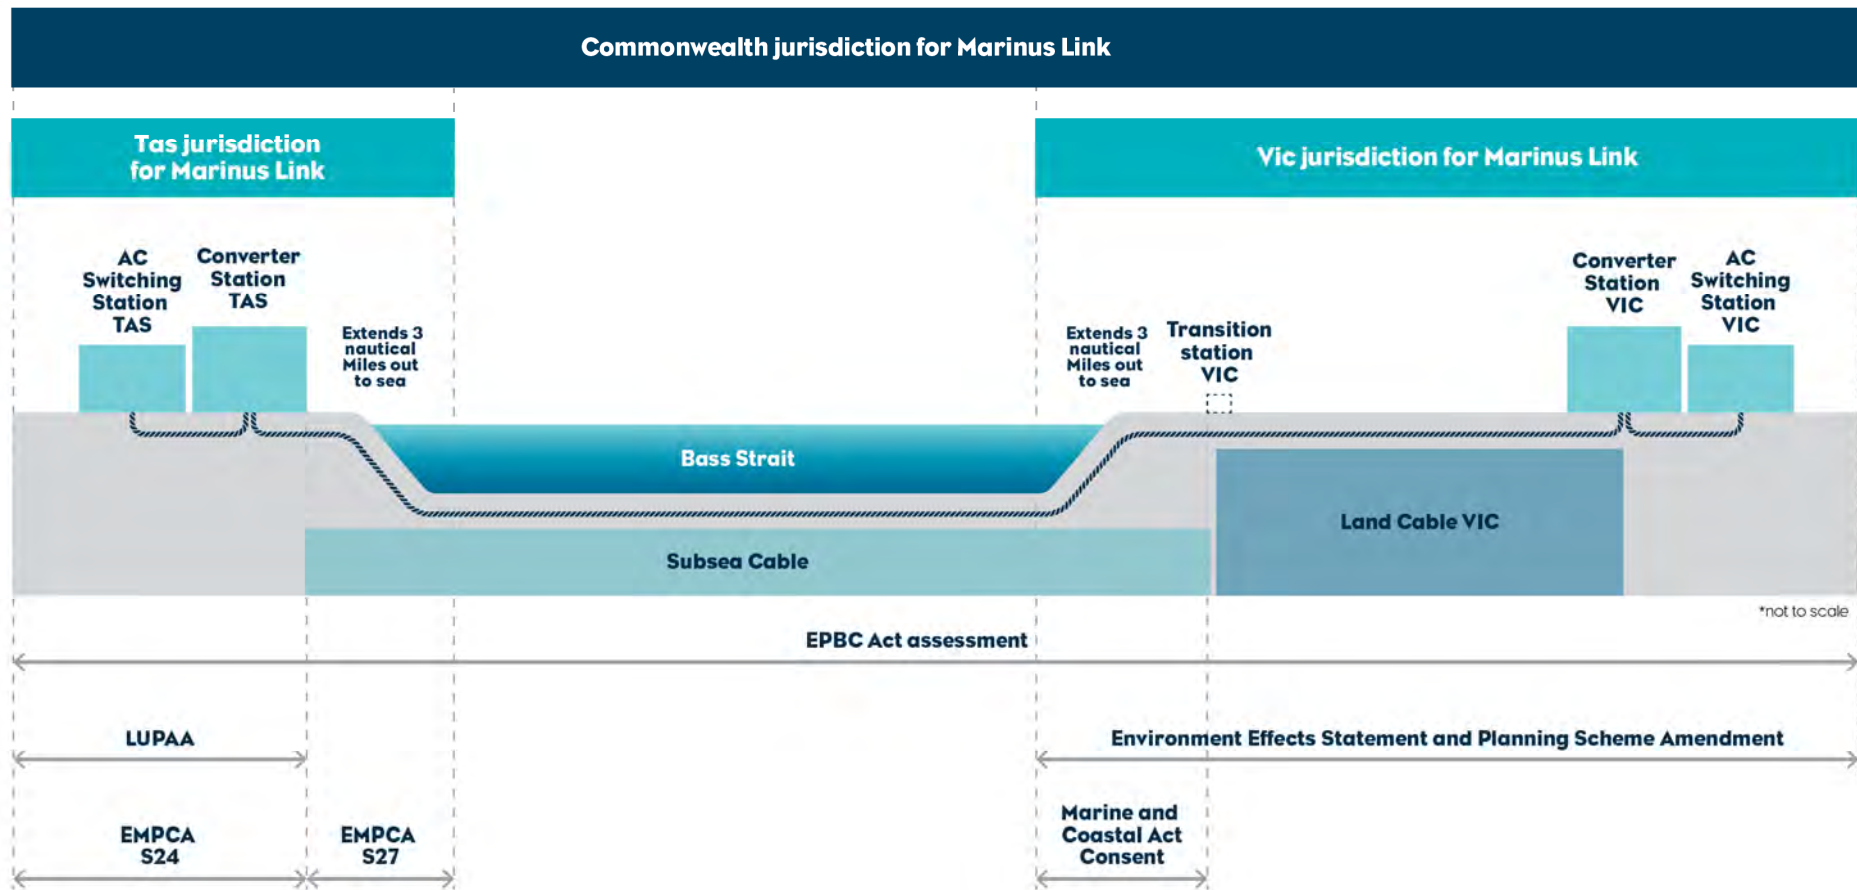 Commonwealth jurisdiction for Marinus Link
Tas jurisdiction
for Marinus Link
Vic jurisdiction for Marinus Link
AC
Switching
Station
TAS
Converter
Station
TAS
Extends 3
nautical
Miles out
to sea
Extends 3
nautical
Miles out
to sea
Transition
station
VIC
Converter
Station
VIC
AC
Switching
Station
VIC
Bass Strait
Land Cable VIC
Subsea Cable
*not to scale
EPBC Act assessment
LUPAA
Environment Effects Statement and Planning Scheme Amendment
EMPCA
S24
EMPCA
S27
Marine and
Coastal Act
Consent